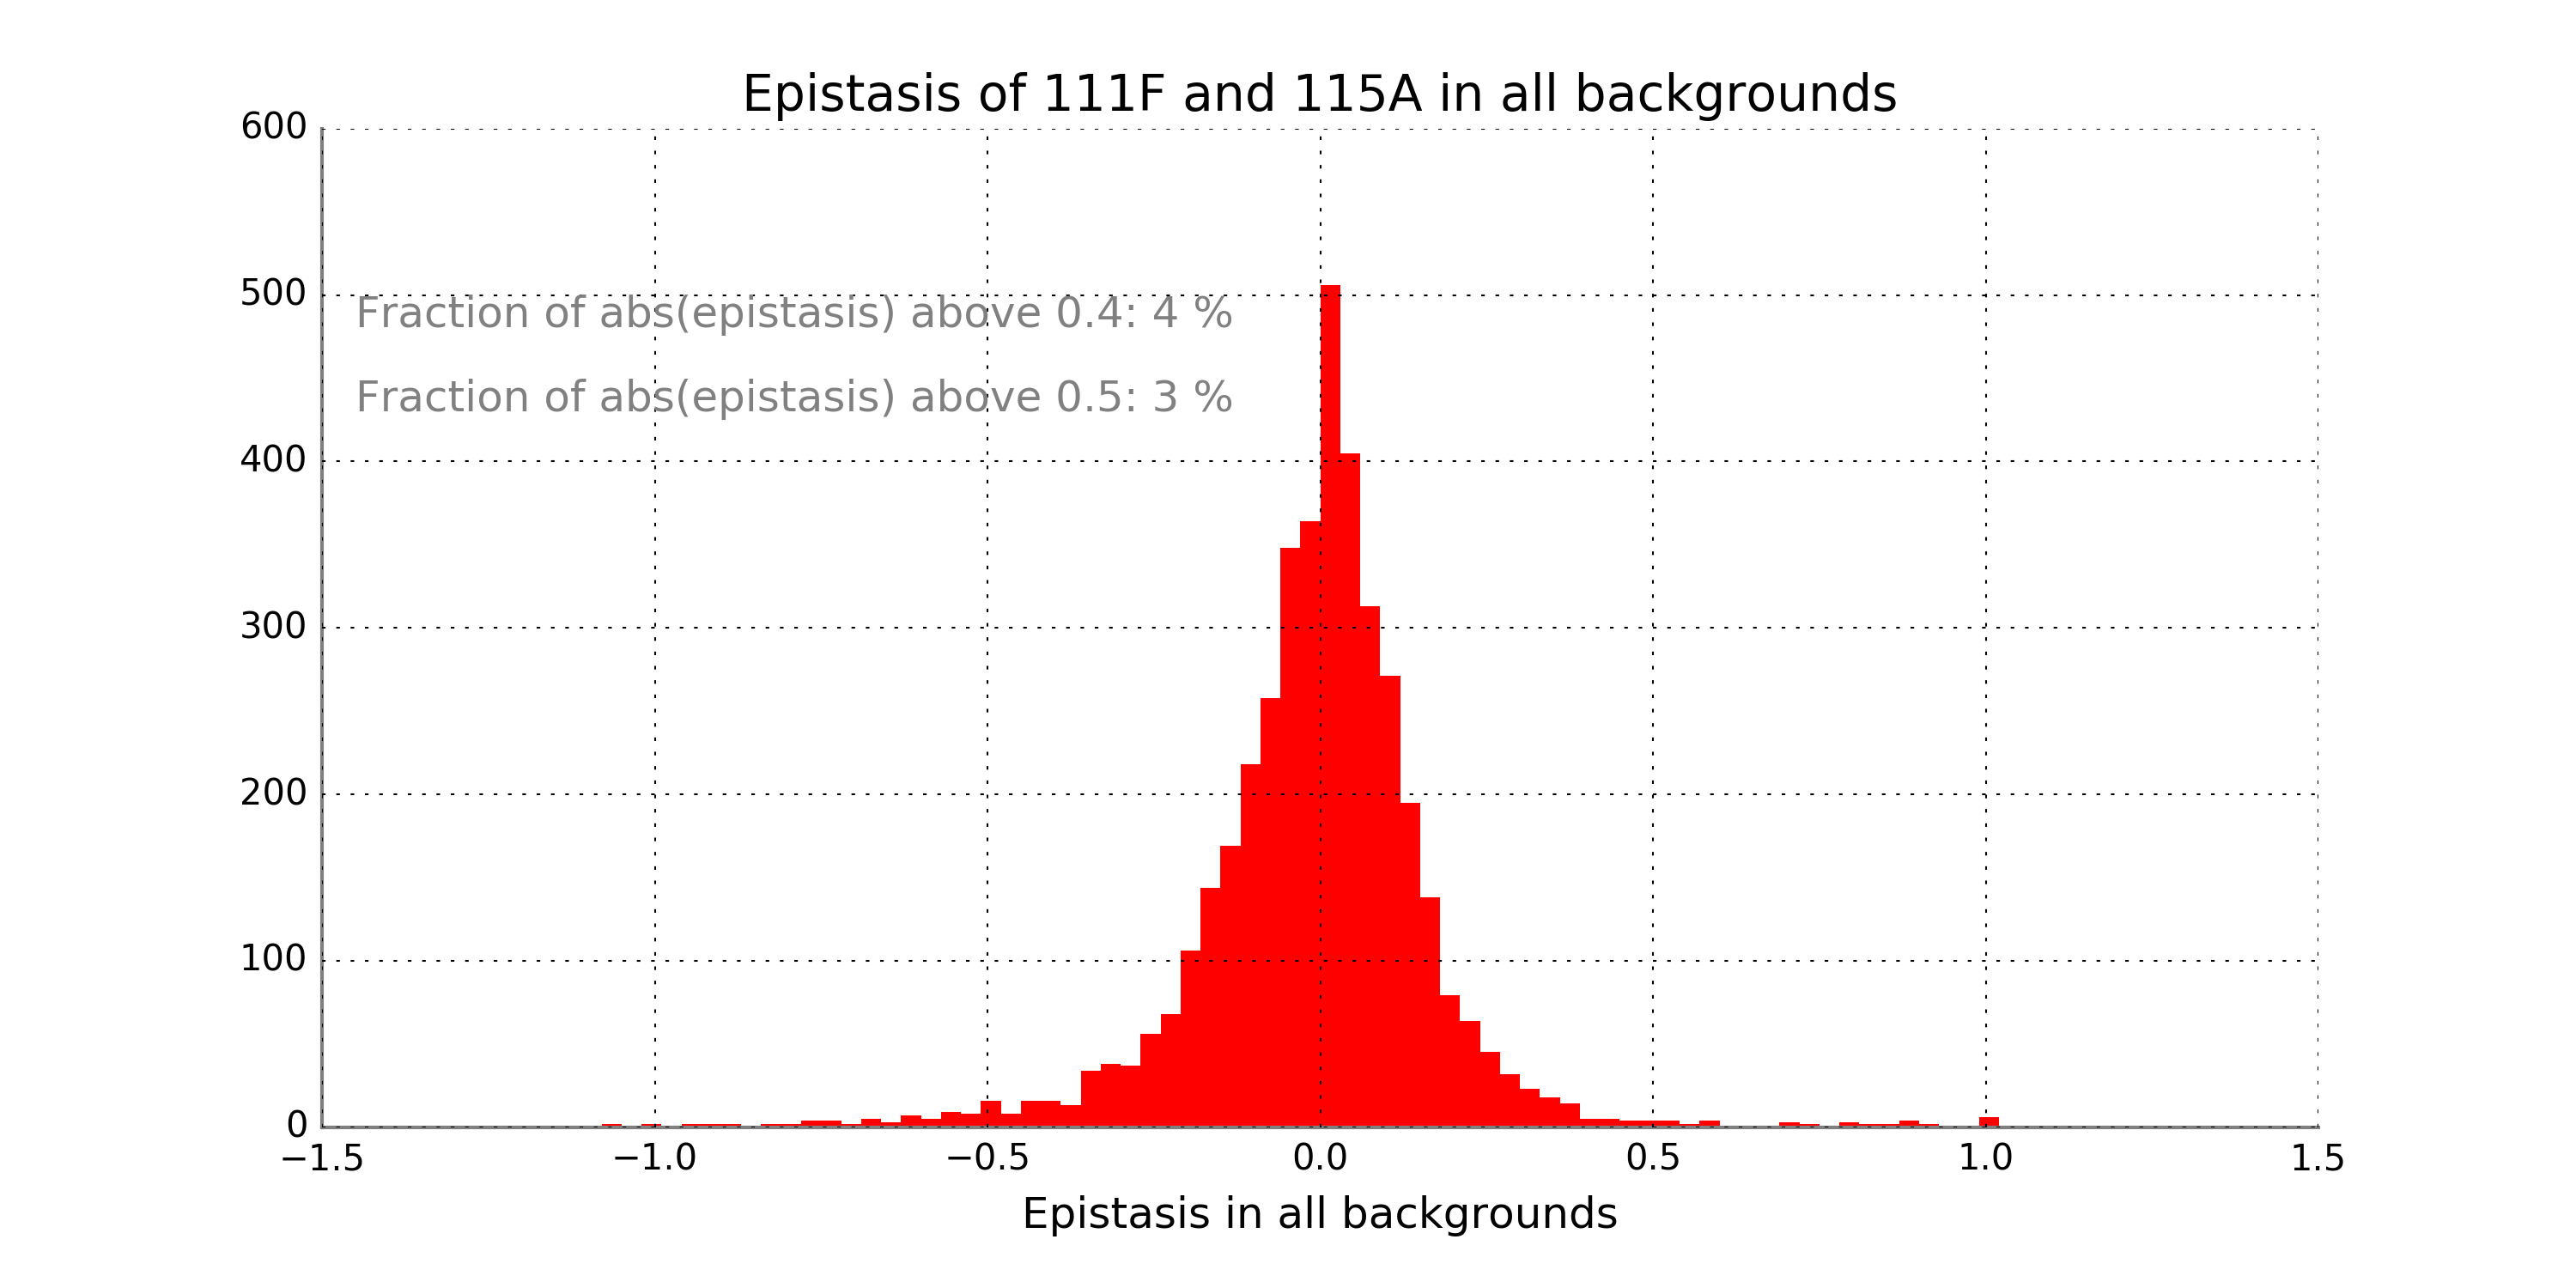 Epistasis of 111F and 115A in all backgrounds
600
500
Fraction of abs(epistasis) above 0.4: 4 %
Fraction of abs(epistasis) above 0.5: 3 %
400
300
200
100
0
−1.5 −1.0 −0.5 0.0 0.5 1.0 1.5
Epistasis in all backgrounds